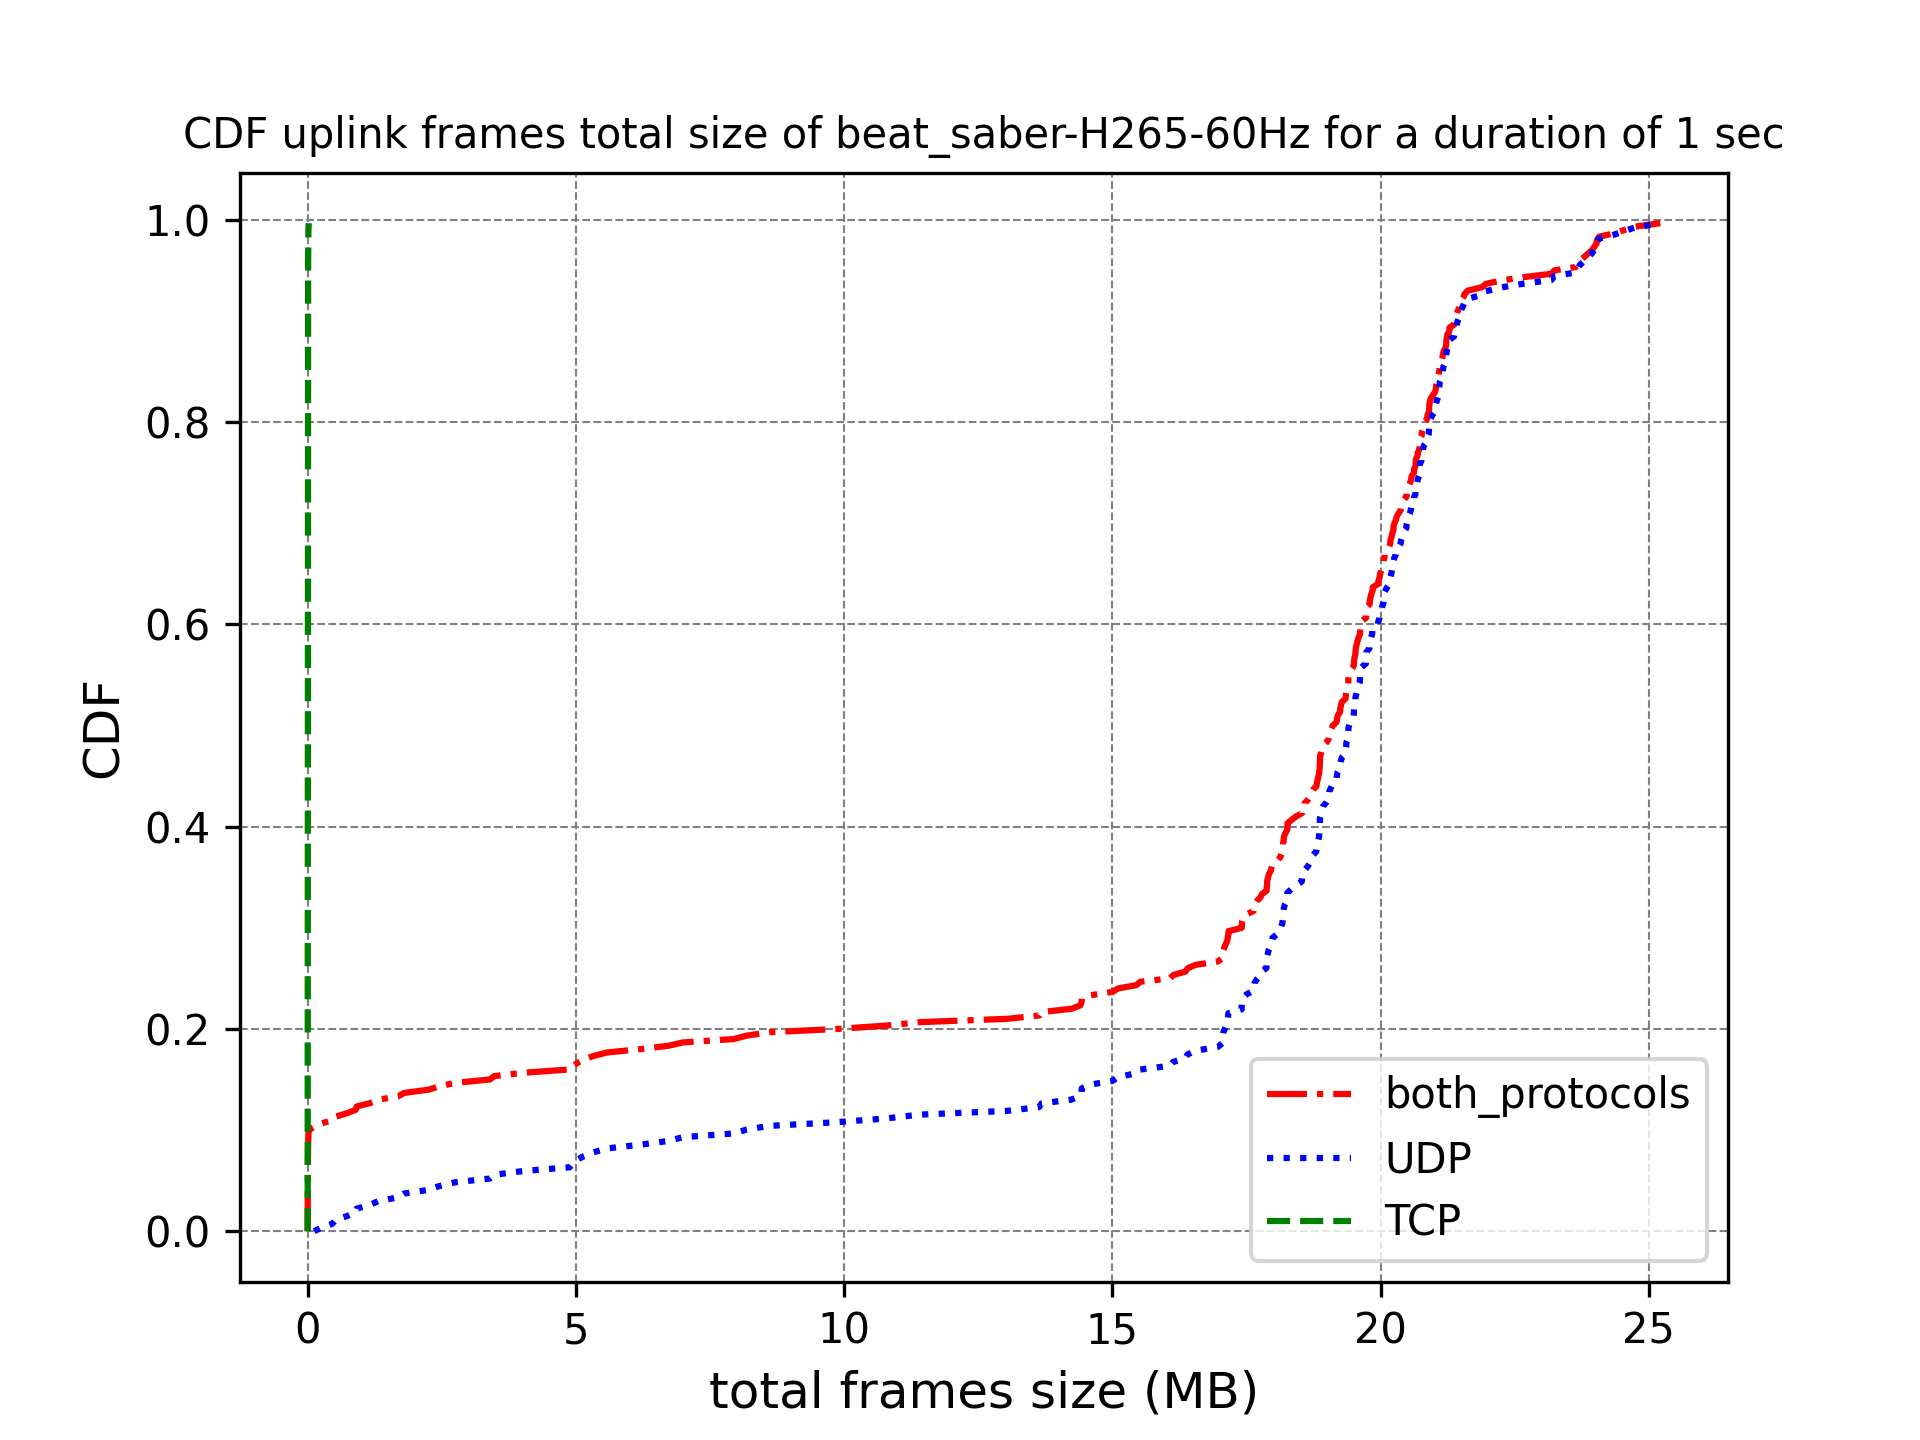 CDF uplink frames total size of beat_saber-H265-60Hz for a duration of 1 sec
1.0
0.8
0.6
0.4
0.2
0.0
CDF
both_protocols
UDP
TCP
0 5 10 15 20 25
total frames size (MB)